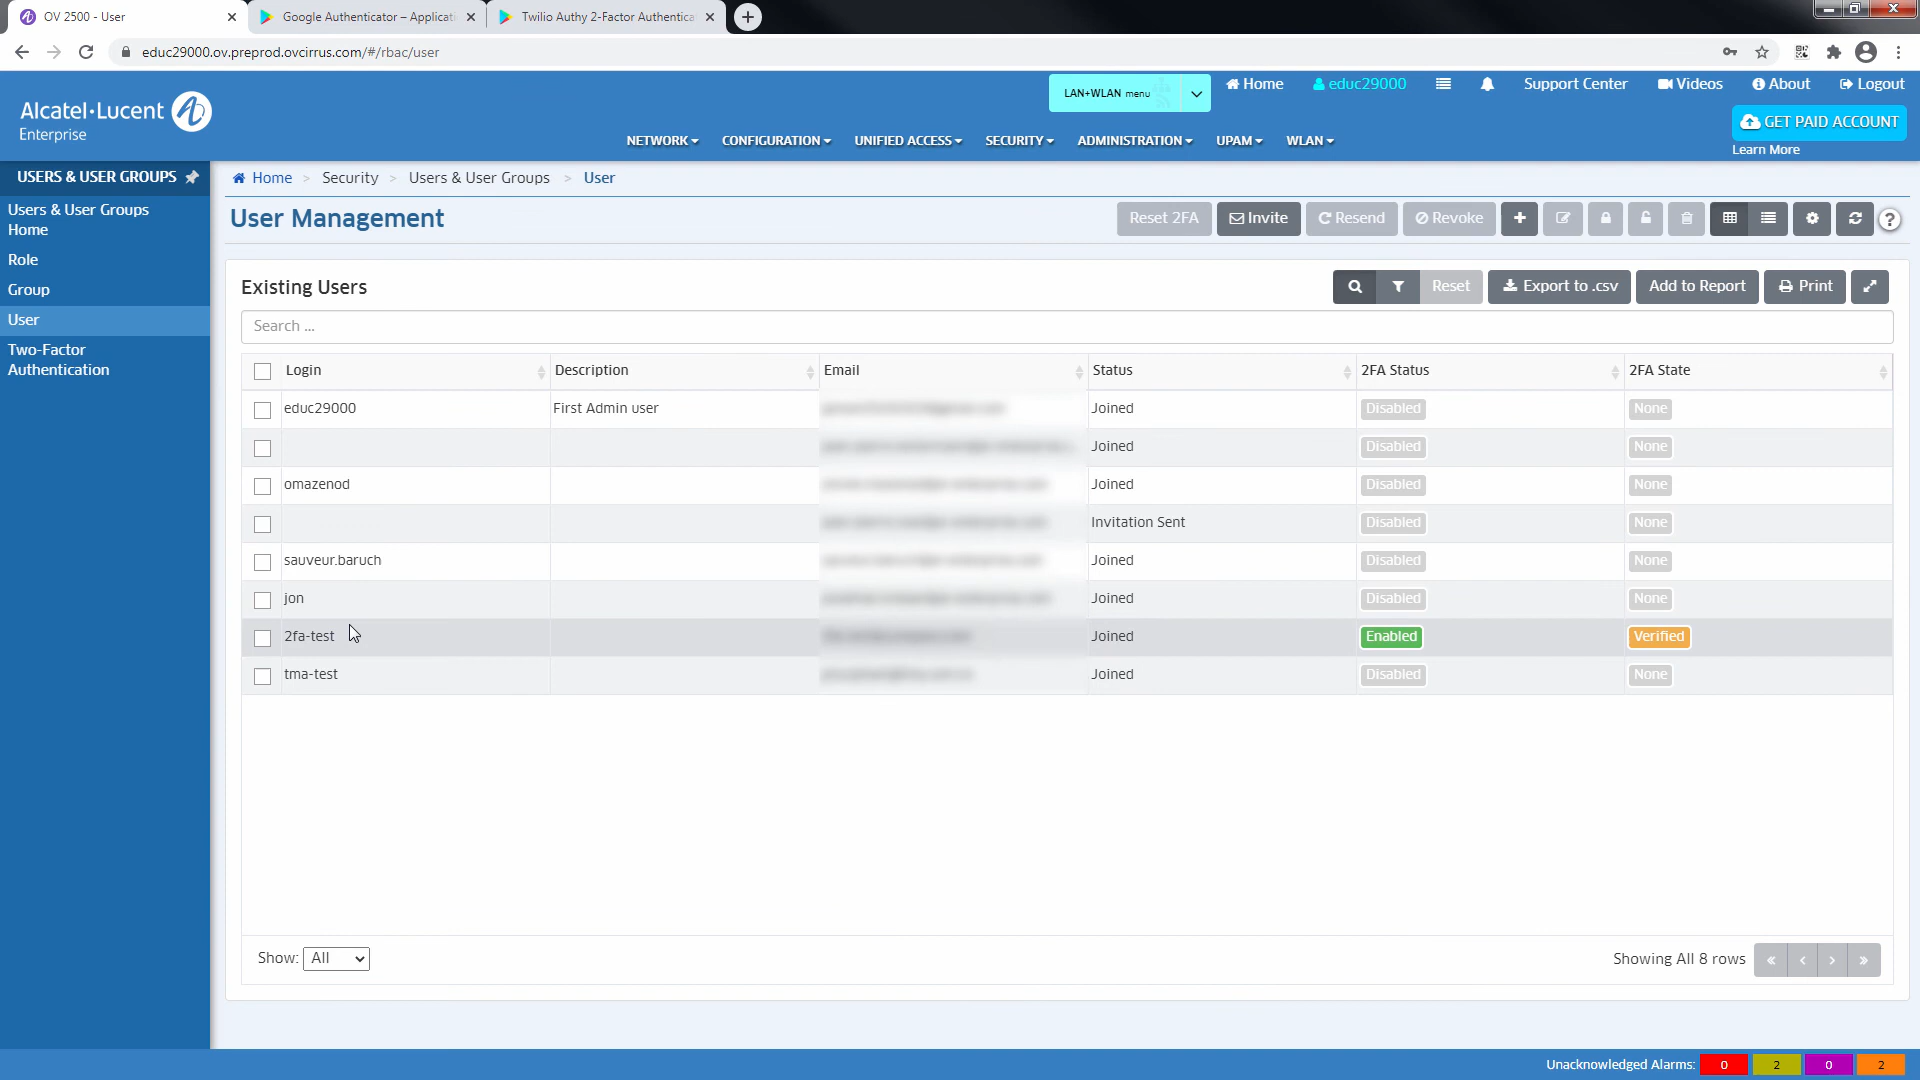 OV 2500 - User
Google Authenticator – Applicati
Twilio Authy 2-Factor Authentica
educ29000.ov.preprod.ovcirrus.com/#/rbac/user
Alcatel·Lucent
Enterprise
LAN+WLAN menu
Home
educ29000
Support Center
Videos
About
Logout
GET PAID ACCOUNT
Learn More
NETWORK
CONFIGURATION
UNIFIED ACCESS
SECURITY
ADMINISTRATION
UPAM
WLAN
USERS & USER GROUPS
Users & User Groups
Home
Role
Group
User
Two-Factor
Authentication
Home > Security > Users & User Groups > User
User Management
Reset 2FA
Invite
Resend
Revoke
?
Existing Users
Reset
Export to .csv
Add to Report
Print
Search ...
Login Description Email Status 2FA Status 2FA State
educ29000 First Admin user Joined Disabled None
Joined Disabled None
omazenod Joined Disabled None
Invitation Sent Disabled None
sauveur.baruch Joined Disabled None
jon Joined Disabled None
2fa-test Joined Enabled Verified
tma-test Joined Disabled None
Show: All
Showing All 8 rows
Unacknowledged Alarms: 0 2 0 2